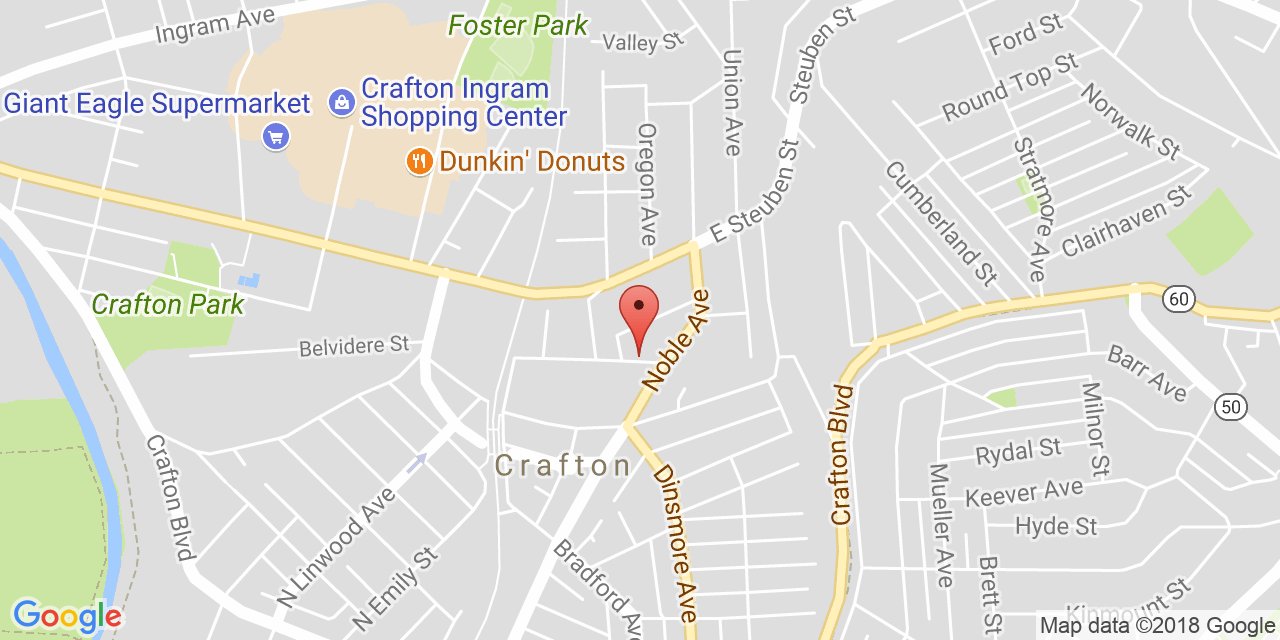 Ingram Ave
Foster Park
Valley St
Union Ave
Steuben St
Ford St
Round Top St
Norwalk St
Giant Eagle Supermarket
Crafton Ingram
Shopping Center
Dunkin' Donuts
Oregon Ave
E Steuben St
Cumberland St
Stratmore Ave
Clairhaven St
Crafton Park
Belvidere St
Noble Ave
60
Barr Ave
50
Crafton Blvd
Milnor St
Crafton Blvd
Crafton
Rydal St
Keever Ave
Hyde St
Mueller Ave
Brett St
N Linwood Ave
N Emily St
Bradford Ave
Dinsmore Ave
Kinmount St
Google
Map data ©2018 Google